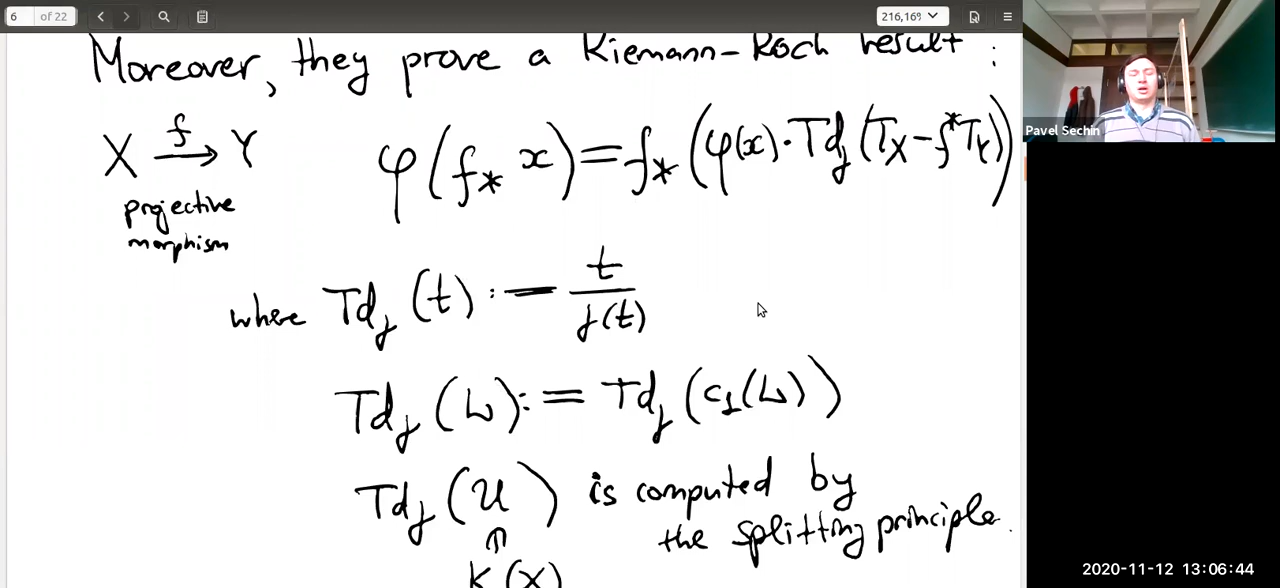 6 of 22
216,16%
Moreover, they prove a Riemann-Roch result :
X →f Y
φ(f* x) = f* (φ(x) · Td_γ (T_X − f*T_Y))
projective
morphism
where Td_γ (t) := t / γ(t)
Td_γ (L) := Td_γ (c_1(L))
Td_γ (U) is computed by
the splitting principle.
K (X)
Pavel Sechin
2020-11-12 13:06:44